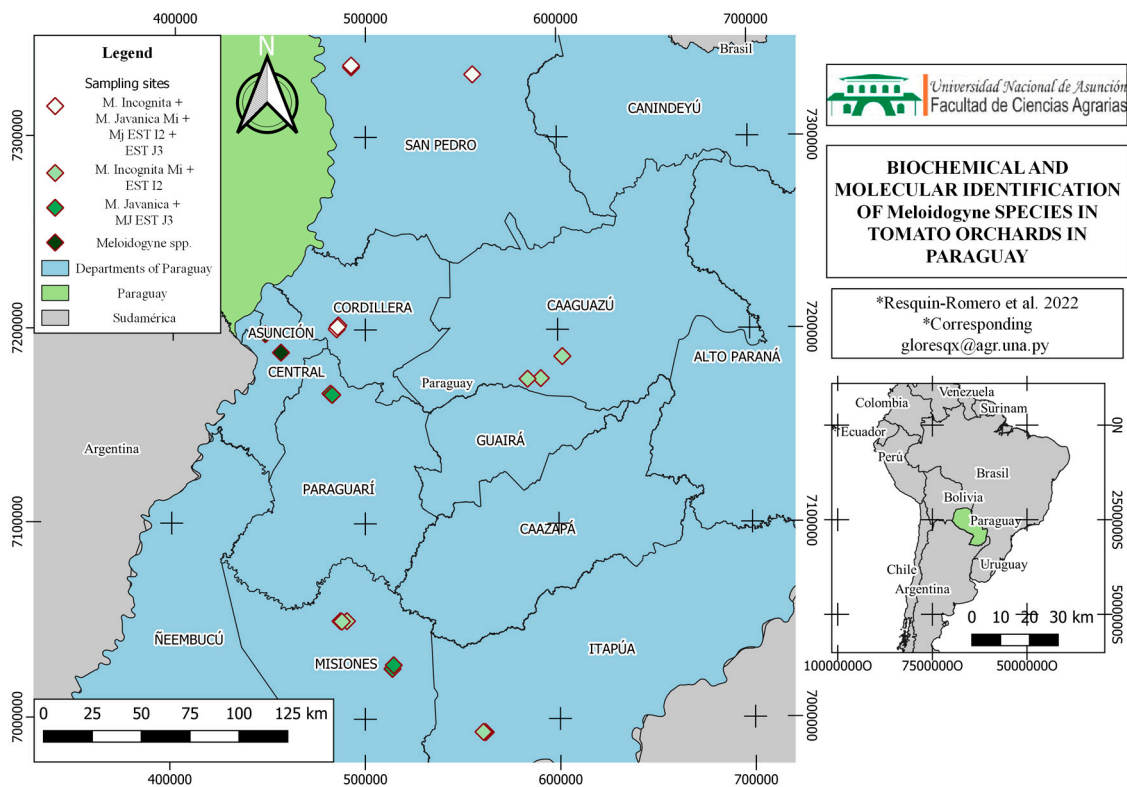 400000
500000
600000
700000
Legend
Sampling sites
M. Incognita +
M. Javanica Mi +
Mj EST I2 +
EST J3
M. Incognita Mi +
EST I2
M. Javanica +
MJ EST J3
Meloidogyne spp.
Departments of Paraguay
Paraguay
Sudamérica
N
Brasil
CANINDEYÚ
SAN PEDRO
CORDILLERA
CAAGUAZÚ
ASUNCIÓN
CENTRAL
ALTO PARANÁ
Paraguay
Argentina
GUAIRÁ
PARAGUARÍ
CAAZAPÁ
ÑEEMBUCÚ
MISIONES
ITAPÚA
0 25 50 75 100 125 km
7300000
7200000
7100000
7000000
7300000
7200000
7100000
7000000
400000
500000
600000
700000
Universidad Nacional de Asunción
Facultad de Ciencias Agrarias
BIOCHEMICAL AND
MOLECULAR IDENTIFICATION
OF Meloidogyne SPECIES IN
TOMATO ORCHARDS IN
PARAGUAY
*Resquin-Romero et al. 2022
*Corresponding
gloresqx@agr.una.py
Venezuela
Colombia
Surinam
Ecuador
Perú
Brasil
Bolivia
Paraguay
Uruguay
Chile
Argentina
0 10 20 30 km
0N
2500000S
5000000S
10000000O
7500000O
5000000O